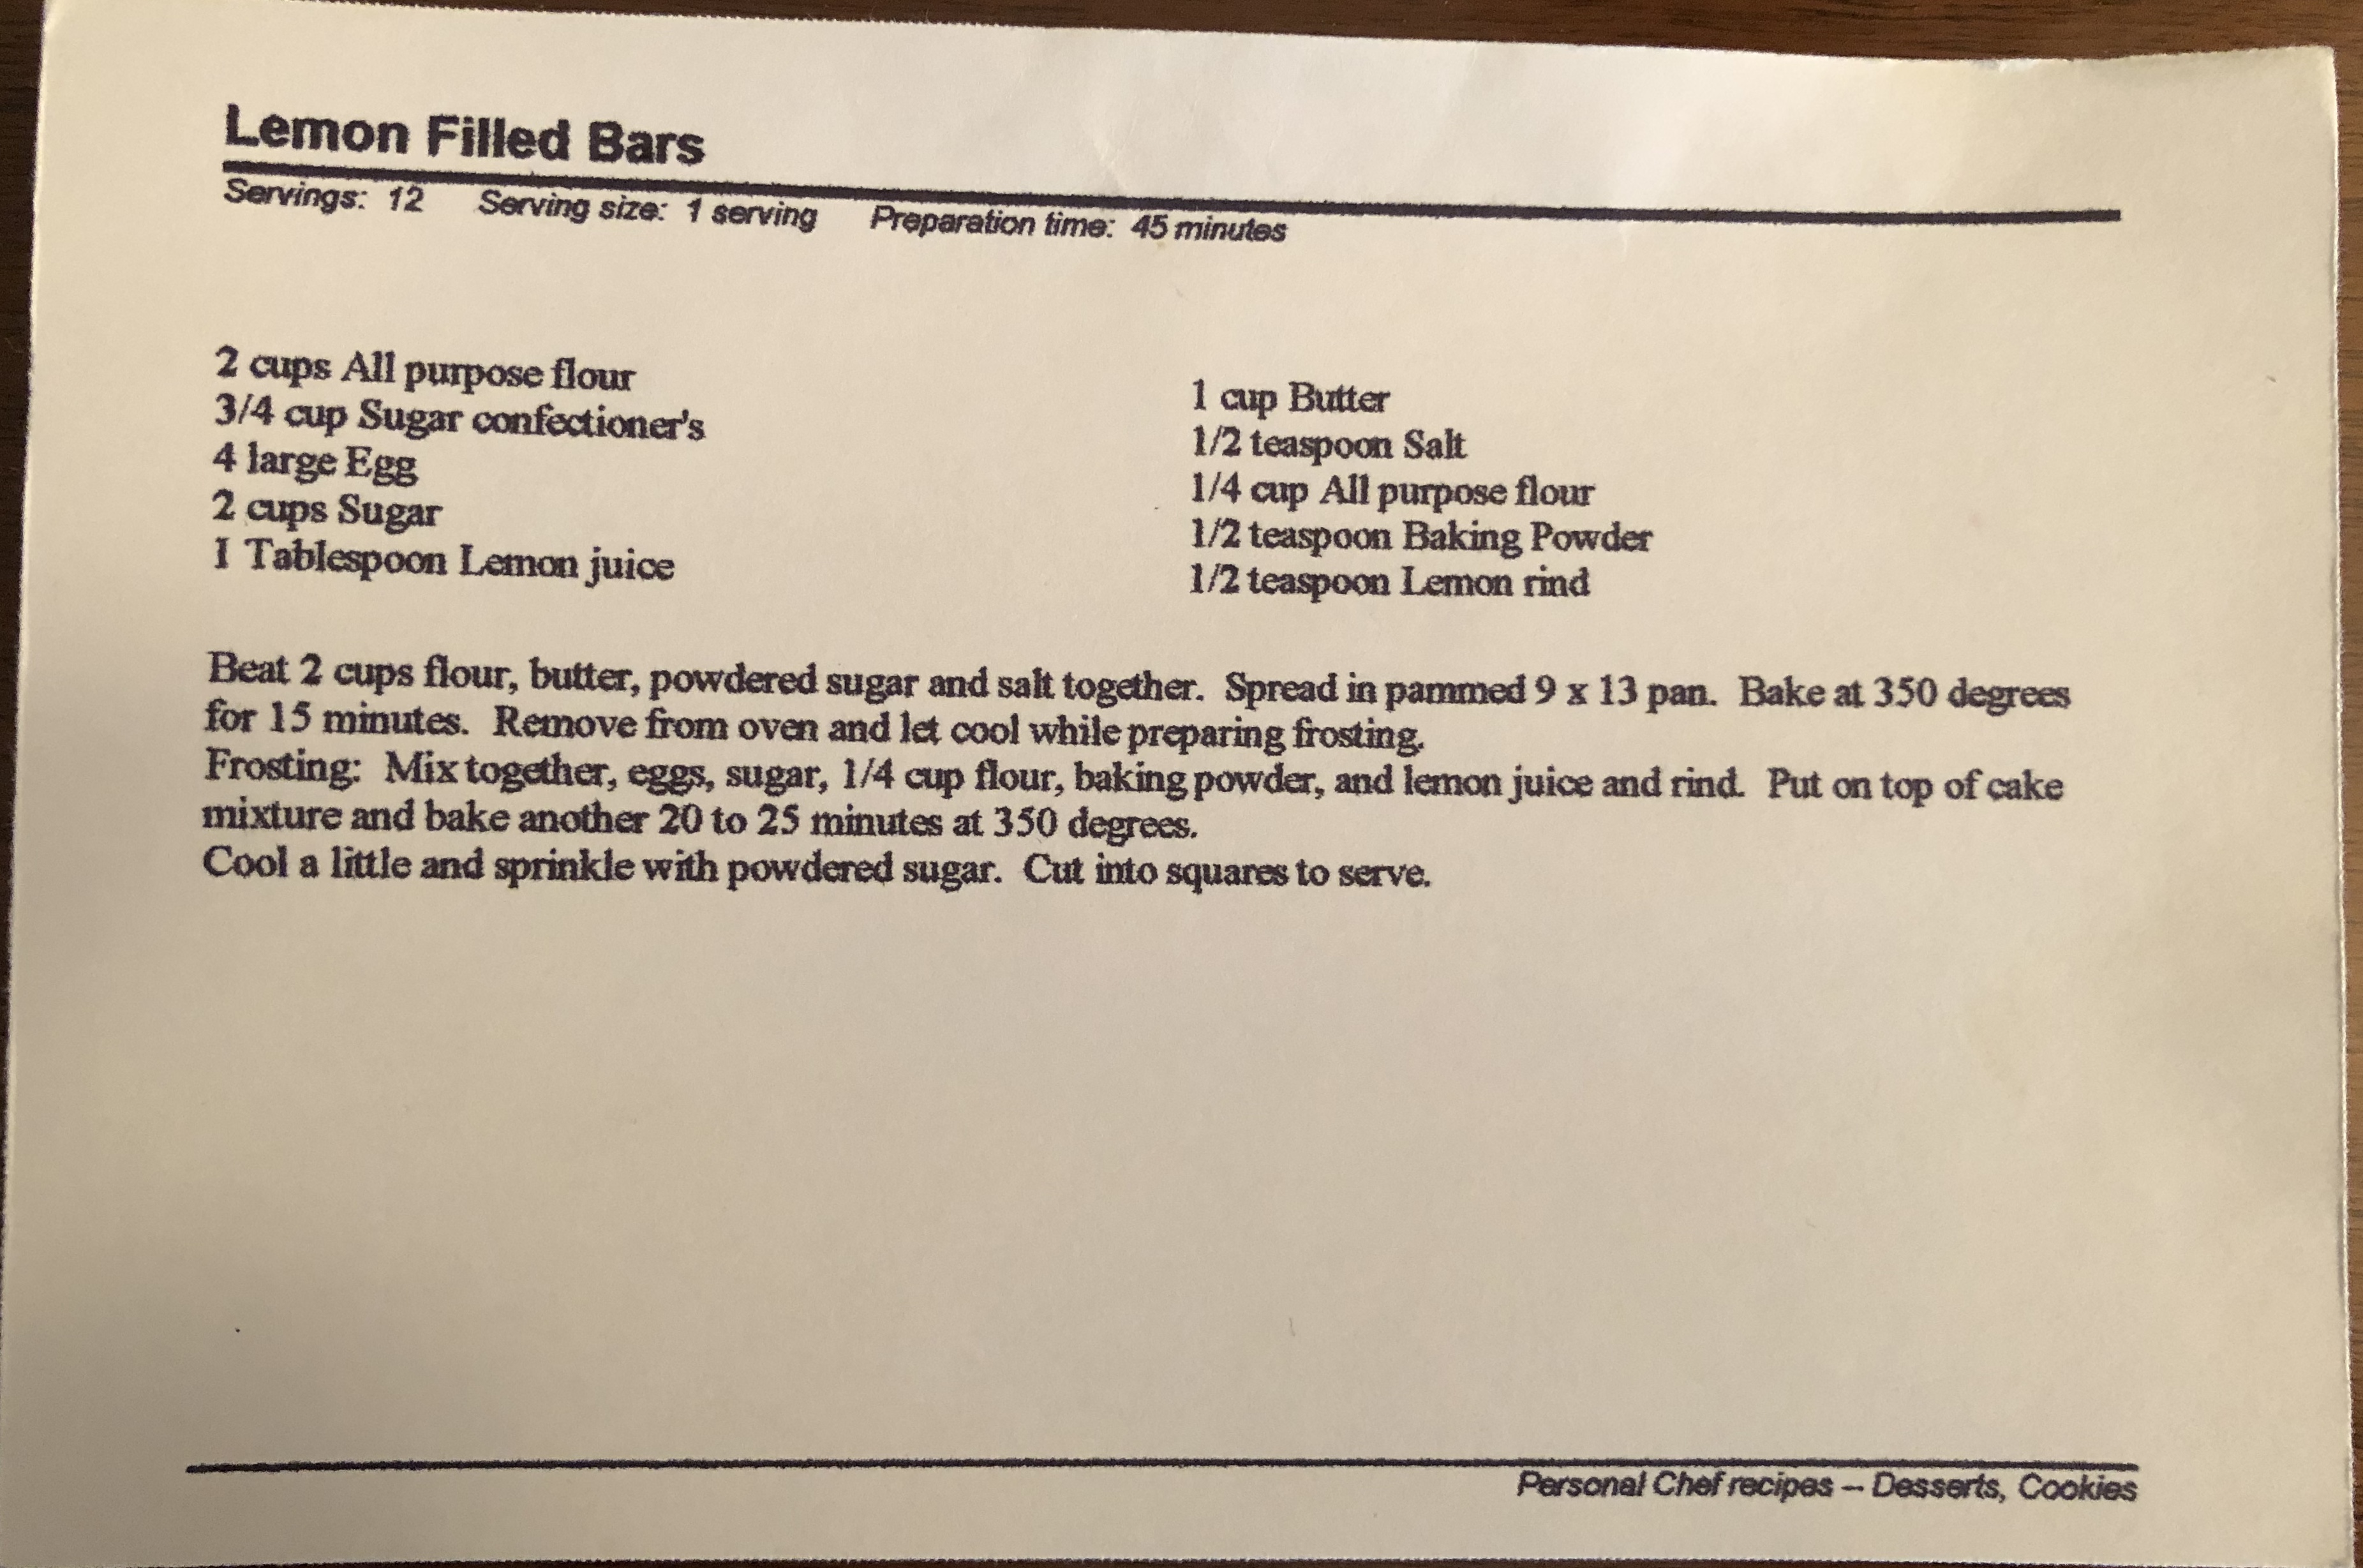 Lemon Filled Bars
Servings: 12 Serving size: 1 serving Preparation time: 45 minutes
2 cups All purpose flour
3/4 cup Sugar confectioner's
4 large Egg
2 cups Sugar
1 Tablespoon Lemon juice
1 cup Butter
1/2 teaspoon Salt
1/4 cup All purpose flour
1/2 teaspoon Baking Powder
1/2 teaspoon Lemon rind
Beat 2 cups flour, butter, powdered sugar and salt together. Spread in pammed 9 x 13 pan. Bake at 350 degrees
for 15 minutes. Remove from oven and let cool while preparing frosting.
Frosting: Mix together, eggs, sugar, 1/4 cup flour, baking powder, and lemon juice and rind. Put on top of cake
mixture and bake another 20 to 25 minutes at 350 degrees.
Cool a little and sprinkle with powdered sugar. Cut into squares to serve.
Personal Chef recipes -- Desserts, Cookies